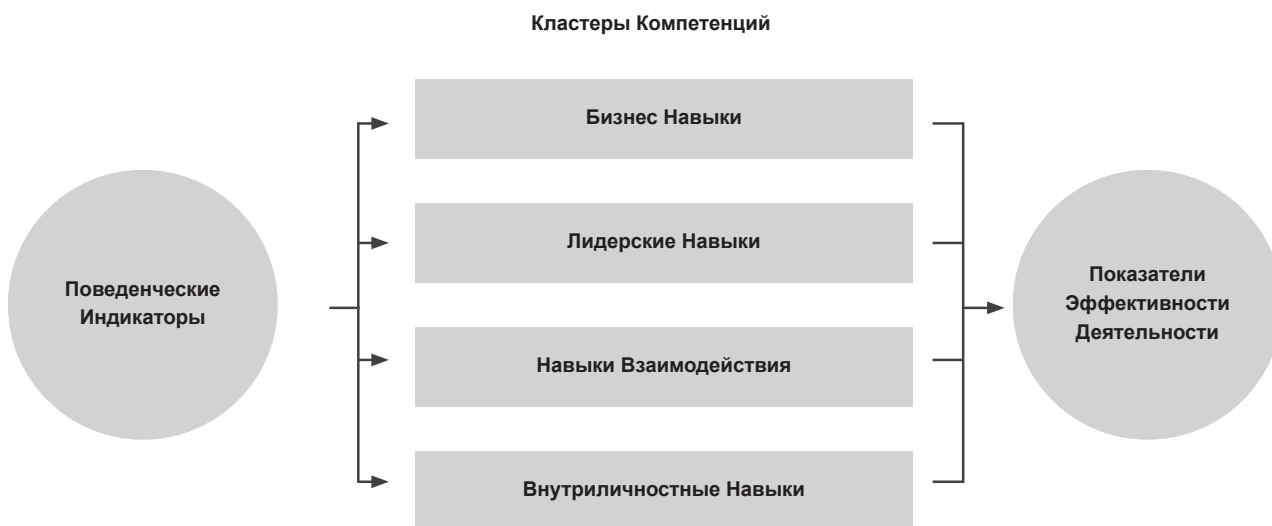 Кластеры Компетенций
Бизнес Навыки
Лидерские Навыки
Поведенческие
Индикаторы
Показатели
Эффективности
Деятельности
Навыки Взаимодействия
Внутриличностные Навыки